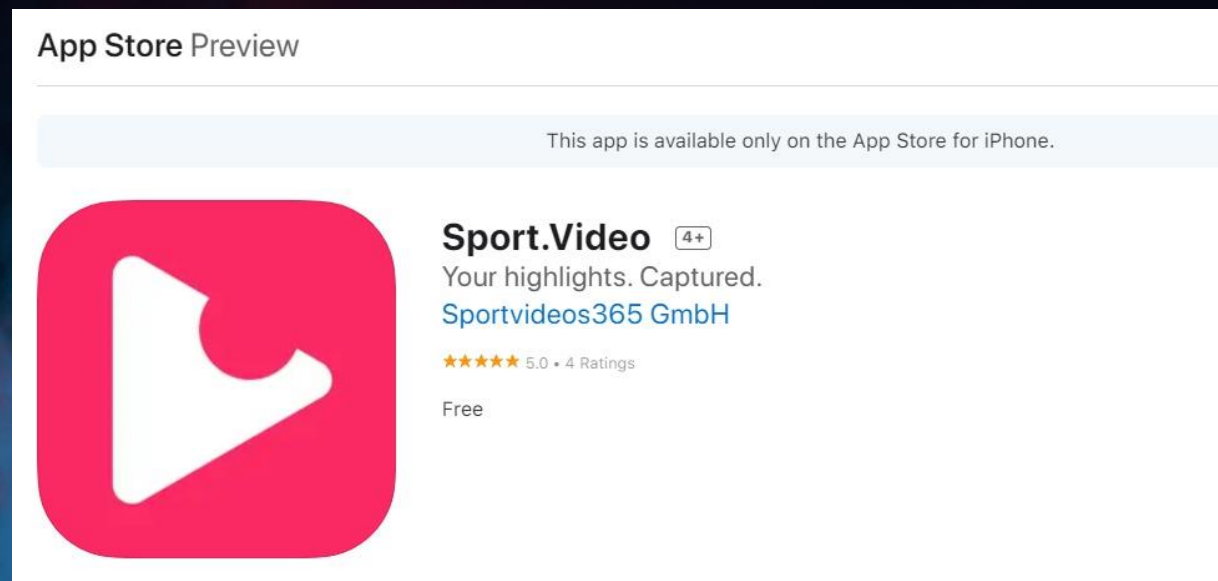 App Store Preview
This app is available only on the App Store for iPhone.
Sport.Video 4+
Your highlights. Captured.
Sportvideos365 GmbH
★★★★★ 5.0 • 4 Ratings
Free